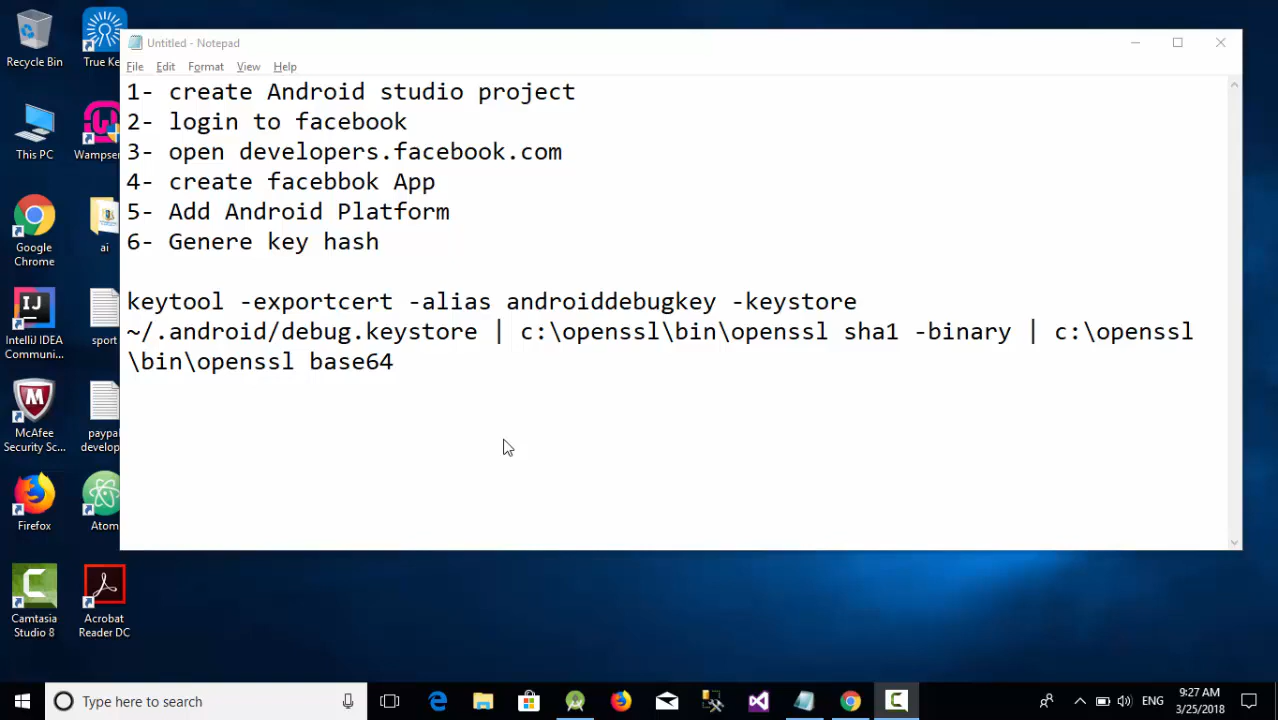 Recycle Bin
True Ke
This PC
Wampser
Google
Chrome
ai
IntelliJ IDEA
Communi...
sport
McAfee
Security Sc...
paypal
develop
Firefox
Atom
Camtasia
Studio 8
Acrobat
Reader DC
Untitled - Notepad
File Edit Format View Help
1- create Android studio project
2- login to facebook
3- open developers.facebook.com
4- create facebbok App
5- Add Android Platform
6- Genere key hash
keytool -exportcert -alias androiddebugkey -keystore
~/.android/debug.keystore | c:\openssl\bin\openssl sha1 -binary | c:\openssl
\bin\openssl base64
Type here to search
ENG
9:27 AM
3/25/2018